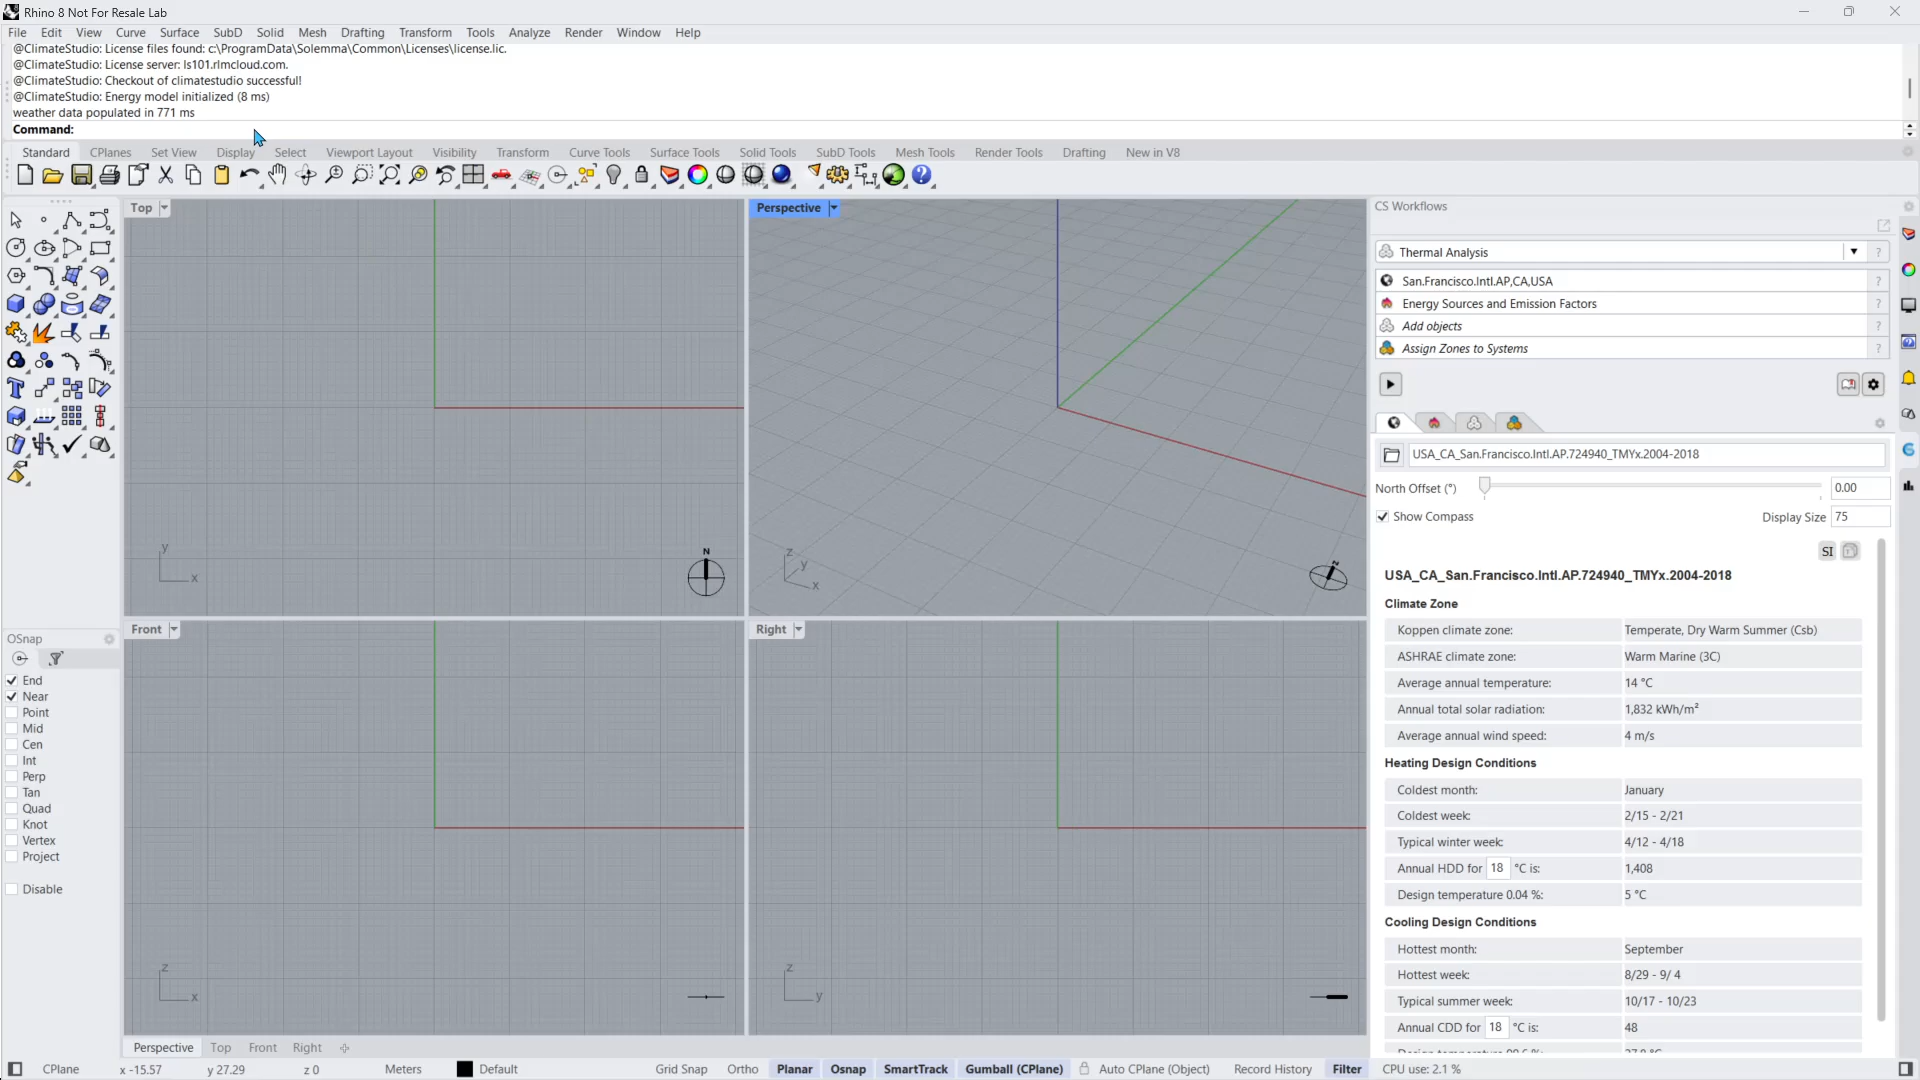 Rhino 8 Not For Resale Lab
File Edit View Curve Surface SubD Solid Mesh Drafting Transform Tools Analyze Render Window Help
@ClimateStudio: License files found: c:\ProgramData\Solemma\Common\Licenses\license.lic.
@ClimateStudio: License server: ls101.rlmcloud.com.
@ClimateStudio: Checkout of climatestudio successful!
@ClimateStudio: Energy model initialized (8 ms)
weather data populated in 771 ms
Command:
Standard CPlanes Set View Display Select Viewport Layout Visibility Transform Curve Tools Surface Tools Solid Tools SubD Tools Mesh Tools Render Tools Drafting New in V8
Top
y
x
N
Perspective
z
y
x
N
Front
z
x
Right
z
y
OSnap
End
Near
Point
Mid
Cen
Int
Perp
Tan
Quad
Knot
Vertex
Project
Disable
CS Workflows
Thermal Analysis
?
San.Francisco.Intl.AP,CA,USA
?
Energy Sources and Emission Factors
?
Add objects
?
Assign Zones to Systems
?
USA_CA_San.Francisco.Intl.AP.724940_TMYx.2004-2018
North Offset (°) 0.00
Show Compass Display Size 75
SI
USA_CA_San.Francisco.Intl.AP.724940_TMYx.2004-2018
Climate Zone
Koppen climate zone: Temperate, Dry Warm Summer (Csb)
ASHRAE climate zone: Warm Marine (3C)
Average annual temperature: 14 °C
Annual total solar radiation: 1,832 kWh/m²
Average annual wind speed: 4 m/s
Heating Design Conditions
Coldest month: January
Coldest week: 2/15 - 2/21
Typical winter week: 4/12 - 4/18
Annual HDD for 18 °C is: 1,408
Design temperature 0.04 %: 5 °C
Cooling Design Conditions
Hottest month: September
Hottest week: 8/29 - 9/ 4
Typical summer week: 10/17 - 10/23
Annual CDD for 18 °C is: 48
Perspective Top Front Right
CPlane x -15.57 y 27.29 z 0 Meters Default Grid Snap Ortho Planar Osnap SmartTrack Gumball (CPlane) Auto CPlane (Object) Record History Filter CPU use: 2.1 %